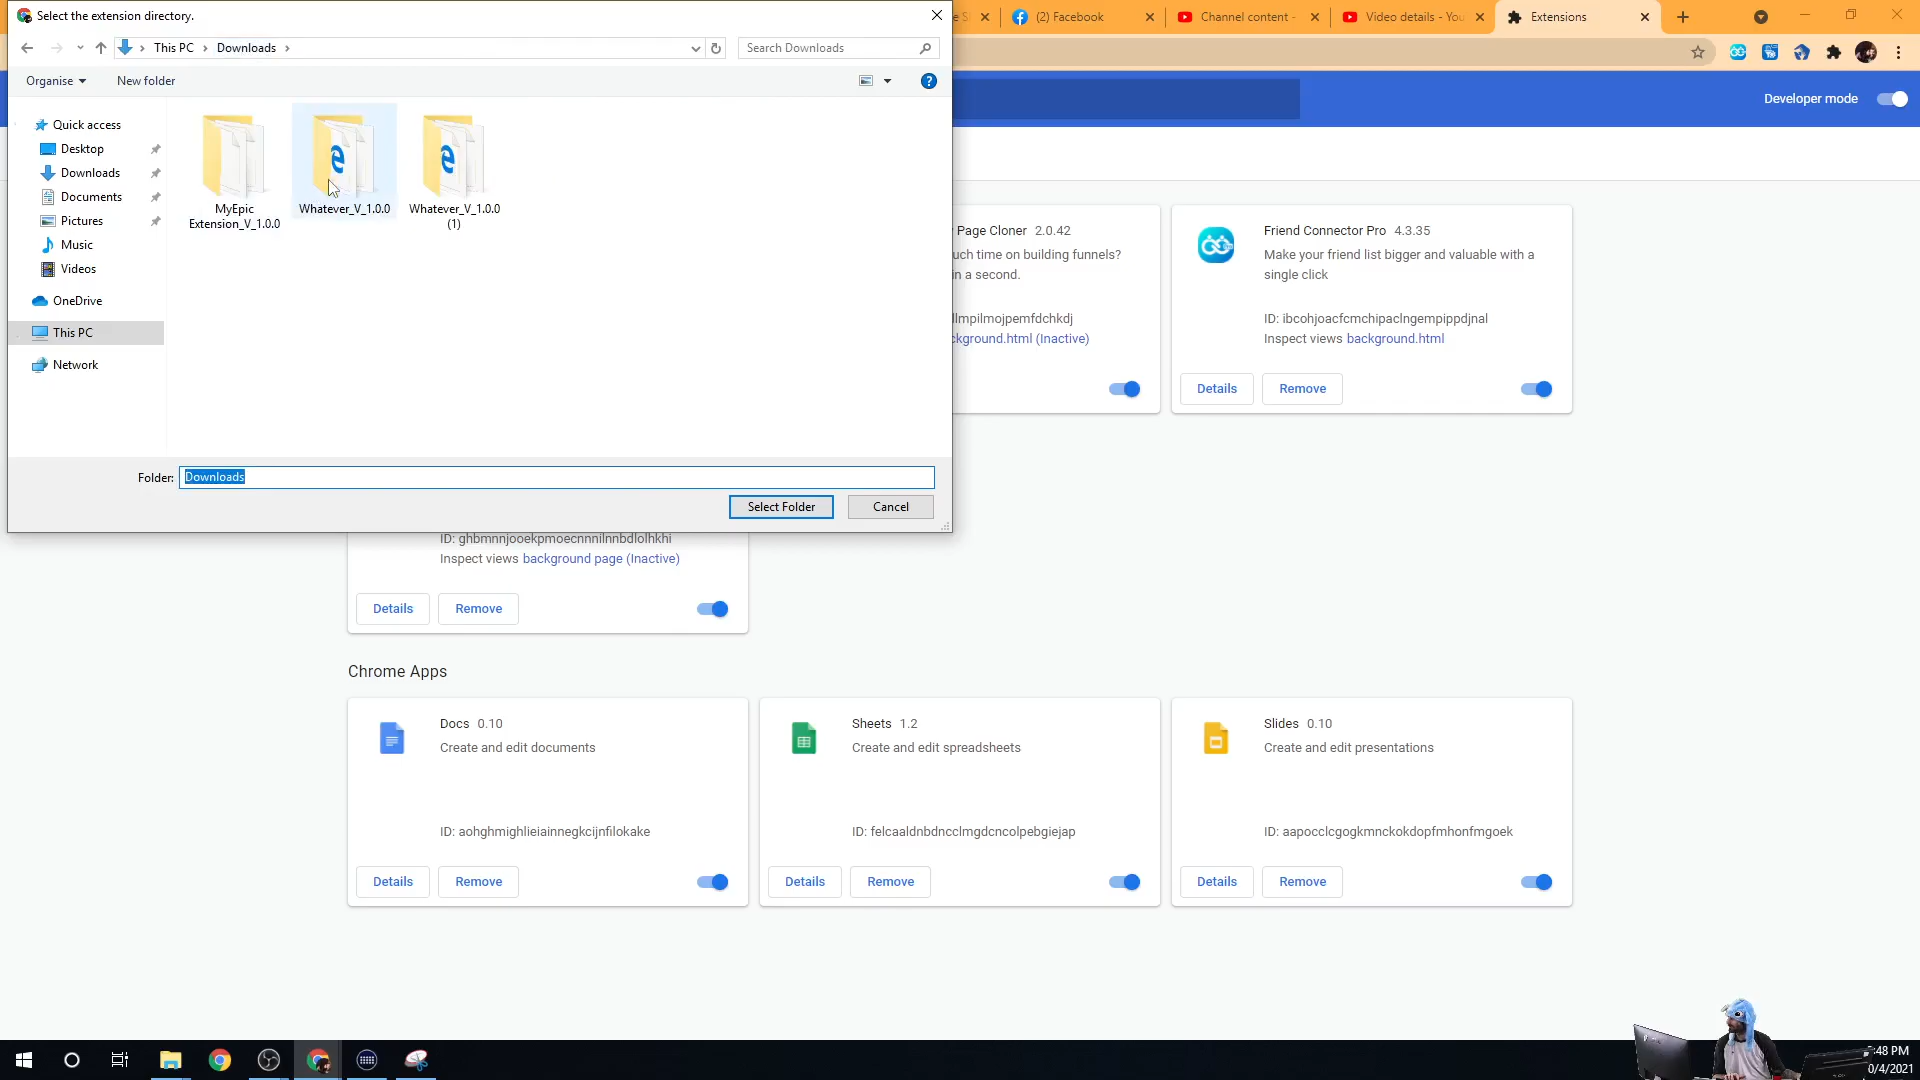 Select the extension directory.
This PC
Downloads
Search Downloads
Organise
New folder
Quick access
Desktop
Downloads
Documents
Pictures
Music
Videos
OneDrive
This PC
Network
MyEpic
Extension_V_1.0.0
Whatever_V_1.0.0
Whatever_V_1.0.0
(1)
Folder:
Downloads
Select Folder
Cancel
(2) Facebook
Channel content -
Video details - You
Extensions
Developer mode
Page Cloner 2.0.42
uch time on building funnels?
in a second.
dlmpilmojpemfdchkdj
ckground.html (Inactive)
Friend Connector Pro 4.3.35
Make your friend list bigger and valuable with a
single click
ID: ibcohjoacfcmchipaclngempippdjnal
Inspect views background.html
Details
Remove
ID: ghbmnnjooekpmoecnnnilnnbdlolhkhi
Inspect views background page (Inactive)
Details
Remove
Chrome Apps
Docs 0.10
Create and edit documents
ID: aohghmighlieiainnegkcijnfilokake
Details
Remove
Sheets 1.2
Create and edit spreadsheets
ID: felcaaldnbdncclmgdcncolpebgiejap
Details
Remove
Slides 0.10
Create and edit presentations
ID: aapocclcgogkmnckokdopfmhonfmgoek
Details
Remove
:48 PM
0/4/2021